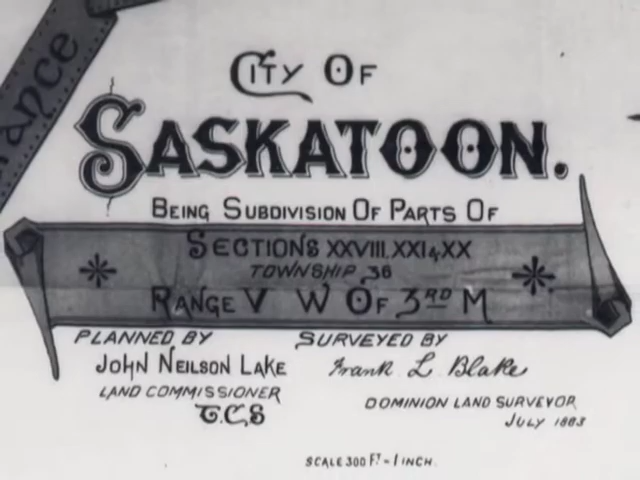 ance
CITY OF
SASKATOON.
BEING SUBDIVISION OF PARTS OF
SECTIONS XXVIII, XXI & XX
TOWNSHIP 36
RANGE V W OF 3RD M
PLANNED BY SURVEYED BY
JOHN NEILSON LAKE Frank L. Blake
LAND COMMISSIONER
DOMINION LAND SURVEYOR
T.C,S
JULY 1883
SCALE 300 FT = 1 INCH.